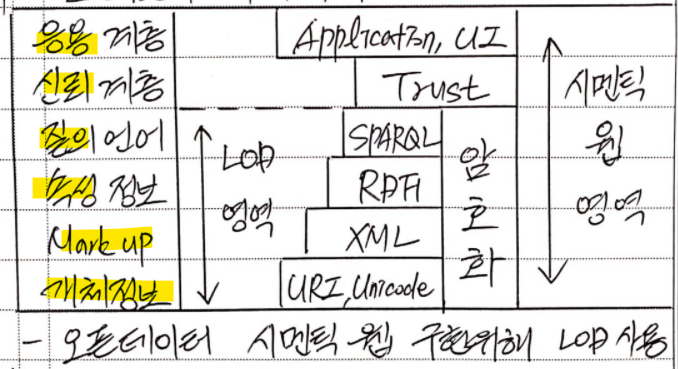 응용 계층 Application, UI
신뢰 계층 Trust
질의 언어 SPARQL
속성 정보 RDF
Mark up XML
개체정보 URI, Unicode
LOD
영역
암
호
화
시멘틱
웹
영역
- 오픈데이터 시멘틱 웹 구현위해 LOD 사용